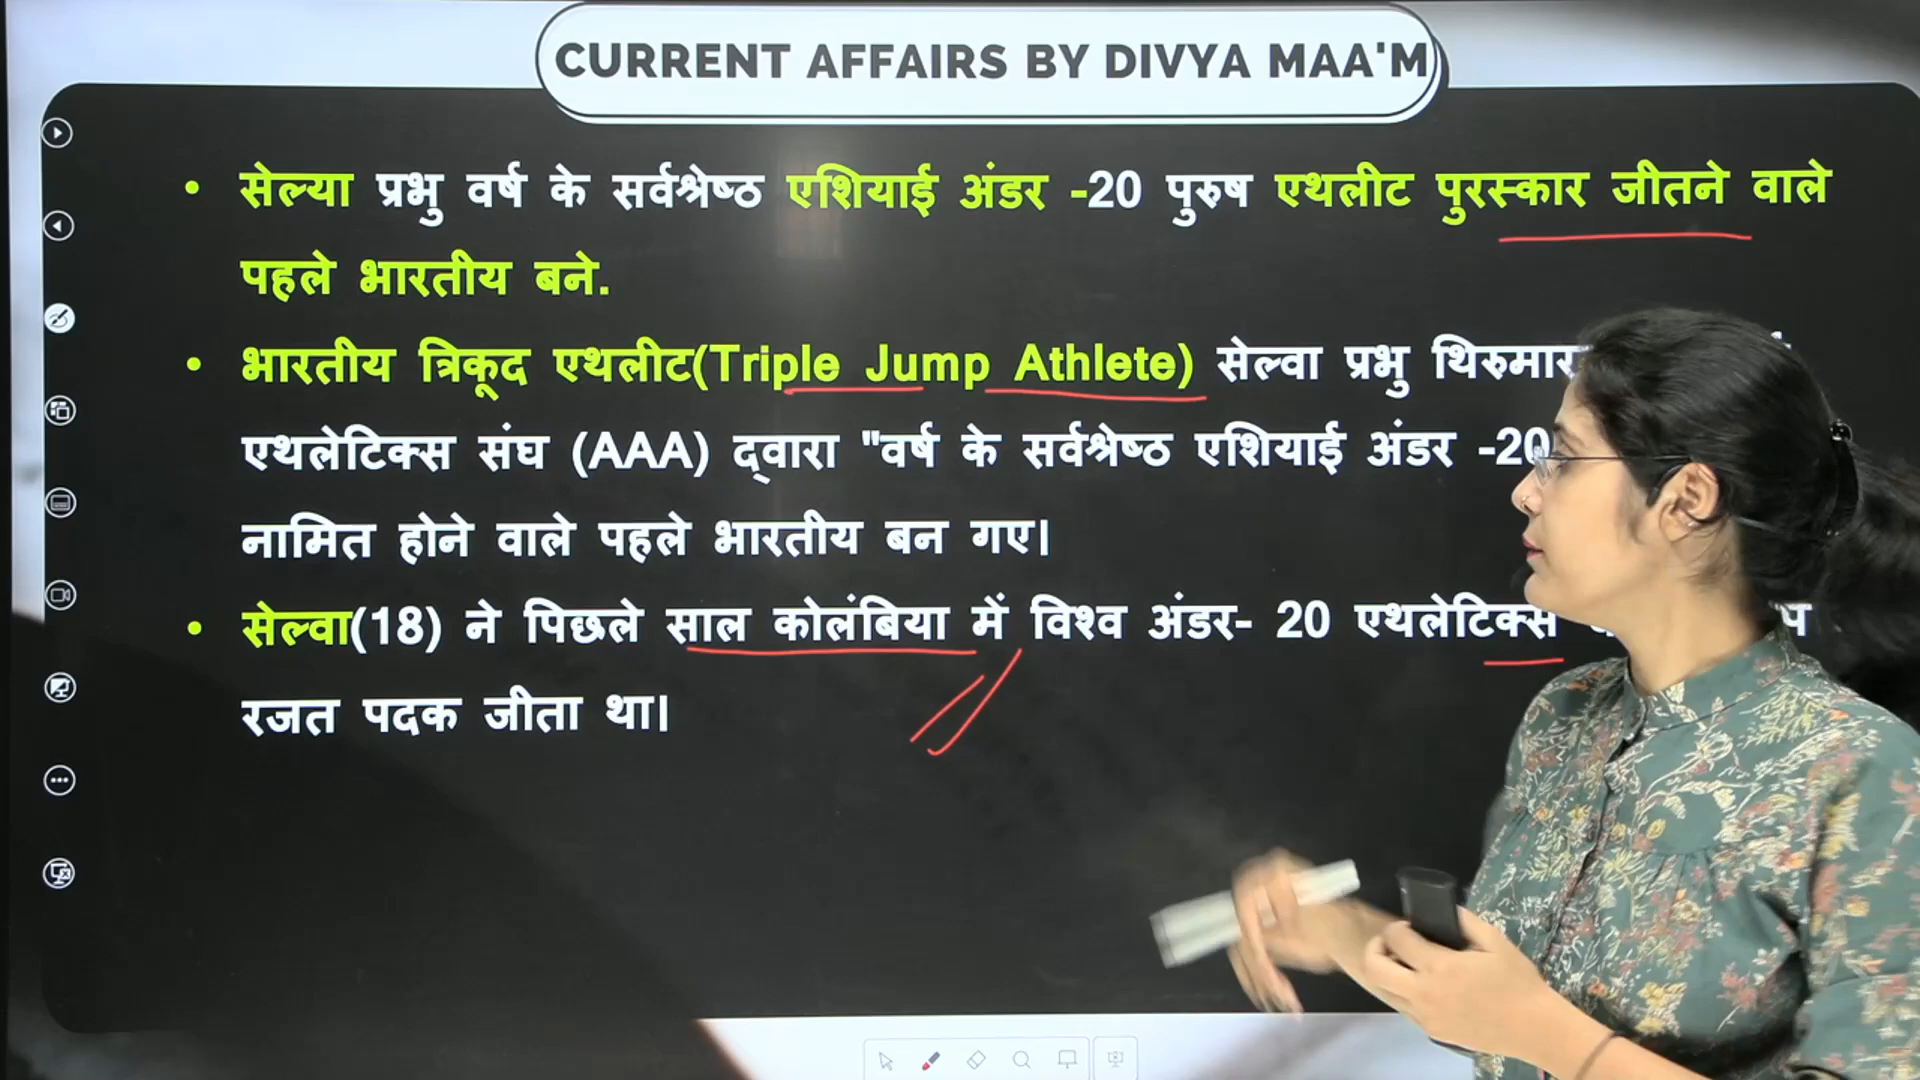 CURRENT AFFAIRS BY DIVYA MAA'M
• सेल्या प्रभु वर्ष के सर्वश्रेष्ठ एशियाई अंडर -20 पुरुष एथलीट पुरस्कार जीतने वाले
पहले भारतीय बने.
• भारतीय त्रिकूद एथलीट(Triple Jump Athlete) सेल्वा प्रभु
एथलेटिक्स संघ (AAA) द्वारा "वर्ष के सर्वश्रेष्ठ एशियाई अंडर -20
नामित होने वाले पहले भारतीय बन गए।
• सेल्वा(18) ने पिछले साल कोलंबिया में विश्व अंडर- 20 एथलेटिक्स
रजत पदक जीता था।